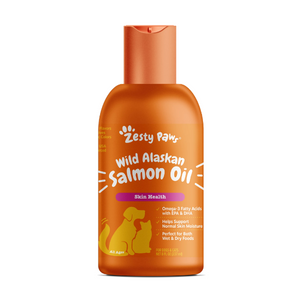 Zesty Paws
Wild Alaskan
Salmon Oil
Skin Health
Omega-3 Fatty Acids
with EPA & DHA
Helps Support
Normal Skin Moisture
Perfect for Both
Wet & Dry Foods